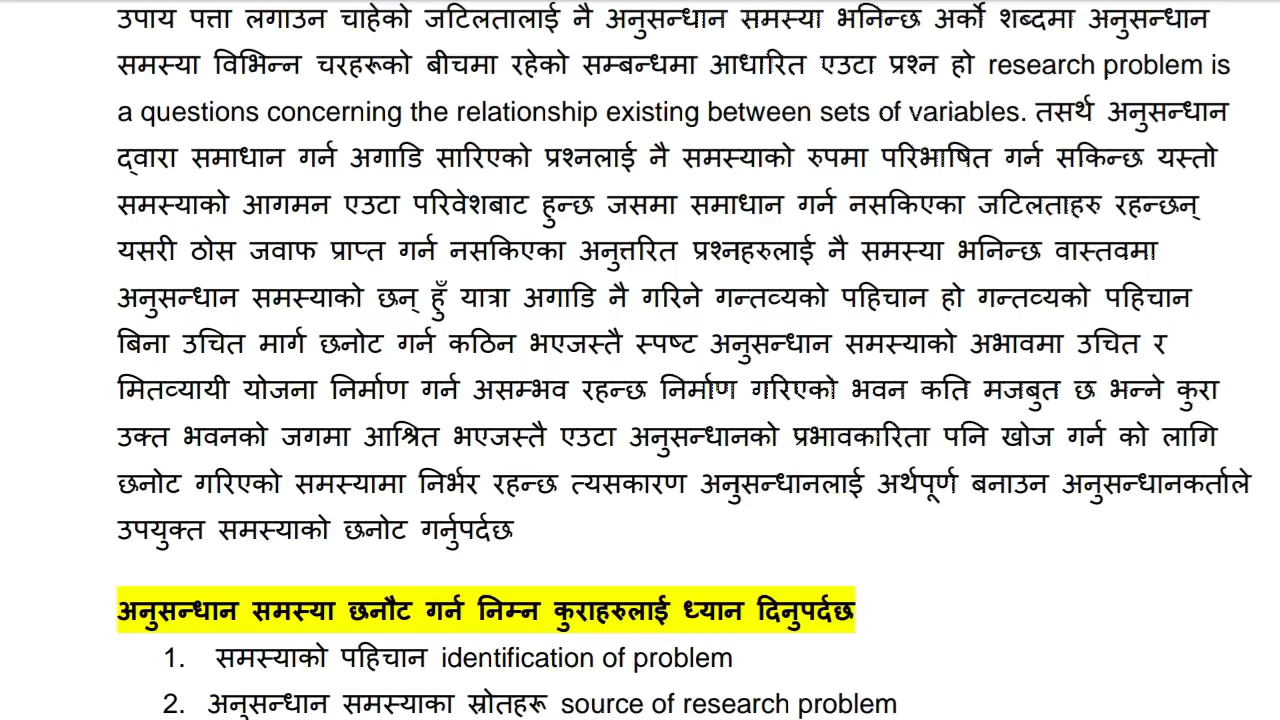 उपाय पत्ता लगाउन चाहेको जटिलतालाई नै अनुसन्धान समस्या भनिन्छ अर्को शब्दमा अनुसन्धान
समस्या विभिन्न चरहरूको बीचमा रहेको सम्बन्धमा आधारित एउटा प्रश्न हो research problem is
a questions concerning the relationship existing between sets of variables. तसर्थ अनुसन्धान
द्वारा समाधान गर्न अगाडि सारिएको प्रश्नलाई नै समस्याको रुपमा परिभाषित गर्न सकिन्छ यस्तो
समस्याको आगमन एउटा परिवेशबाट हुन्छ जसमा समाधान गर्न नसकिएका जटिलताहरु रहन्छन्
यसरी ठोस जवाफ प्राप्त गर्न नसकिएका अनुत्तरित प्रश्नहरुलाई नै समस्या भनिन्छ वास्तवमा
अनुसन्धान समस्याको छन् हुँ यात्रा अगाडि नै गरिने गन्तव्यको पहिचान हो गन्तव्यको पहिचान
बिना उचित मार्ग छनोट गर्न कठिन भएजस्तै स्पष्ट अनुसन्धान समस्याको अभावमा उचित र
मितव्यायी योजना निर्माण गर्न असम्भव रहन्छ निर्माण गरिएको भवन कति मजबुत छ भन्ने कुरा
उक्त भवनको जगमा आश्रित भएजस्तै एउटा अनुसन्धानको प्रभावकारिता पनि खोज गर्न को लागि
छनोट गरिएको समस्यामा निर्भर रहन्छ त्यसकारण अनुसन्धानलाई अर्थपूर्ण बनाउन अनुसन्धानकर्ताले
उपयुक्त समस्याको छनोट गर्नुपर्दछ
अनुसन्धान समस्या छनौट गर्न निम्न कुराहरुलाई ध्यान दिनुपर्दछ
1. समस्याको पहिचान identification of problem
2. अनुसन्धान समस्याका स्रोतहरू source of research problem